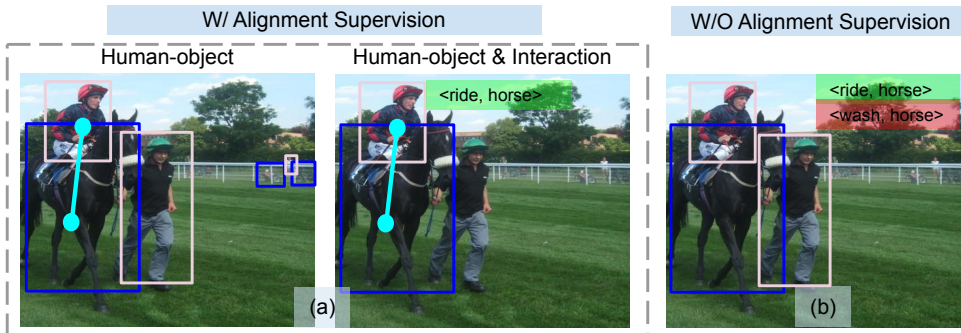 W/ Alignment Supervision
W/O Alignment Supervision
Human-object
Human-object & Interaction
<ride, horse>
<ride, horse>
<wash, horse>
(a)
(b)